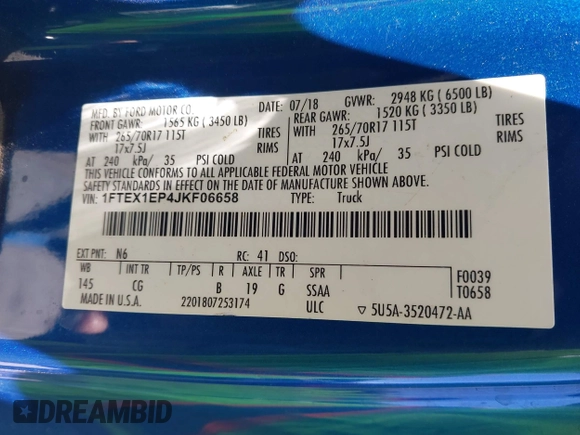 MFD. BY FORD MOTOR CO.
DATE: 07/18 GVWR: 2948 KG ( 6500 LB)
FRONT GAWR: 1565 KG ( 3450 LB) REAR GAWR: 1520 KG ( 3350 LB)
WITH 265/70R17 115T TIRES WITH 265/70R17 115T TIRES
17x7.5J RIMS 17x7.5J RIMS
AT 240 kPa/ 35 PSI COLD AT 240 kPa/ 35 PSI COLD
THIS VEHICLE CONFORMS TO ALL APPLICABLE FEDERAL MOTOR VEHICLE
SAFETY STANDARDS IN EFFECT ON THE DATE OF MANUFACTURE SHOWN ABOVE.
VIN: 1FTEX1EP4JKF06658 TYPE: Truck
EXT PNT: N6 RC: 41 DSO:
WB INT TR TP/PS R AXLE TR SPR F0039
145 CG B 19 G SSAA T0658
MADE IN U.S.A. 2201807253174 ULC ▽ 5U5A-3520472-AA
DREAMBID